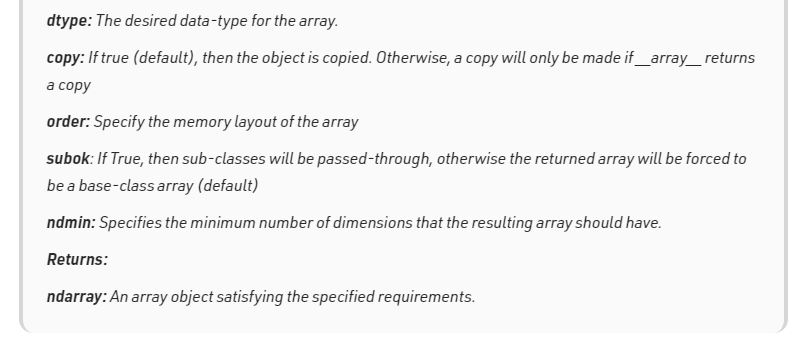 dtype: The desired data-type for the array.
copy: If true (default), then the object is copied. Otherwise, a copy will only be made if __array__ returns
a copy
order: Specify the memory layout of the array
subok: If True, then sub-classes will be passed-through, otherwise the returned array will be forced to
be a base-class array (default)
ndmin: Specifies the minimum number of dimensions that the resulting array should have.
Returns:
ndarray: An array object satisfying the specified requirements.